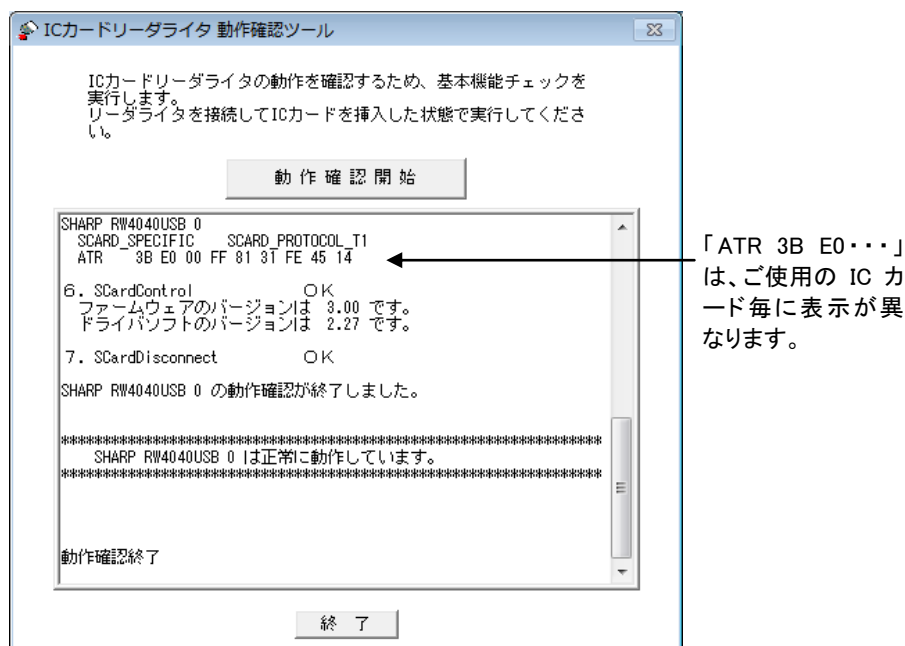 ICカードリーダライタ 動作確認ツール
ICカードリーダライタの動作を確認するため、基本機能チェックを
実行します。
リーダライタを接続してICカードを挿入した状態で実行してくださ
い。
動 作 確 認 開 始
SHARP RW4040USB 0
SCARD_SPECIFIC SCARD_PROTOCOL_T1
ATR 3B E0 00 FF 81 31 FE 45 14
6. SCardControl OK
ファームウェアのバージョンは 3.00 です。
ドライバソフトのバージョンは 2.27 です。
7. SCardDisconnect OK
SHARP RW4040USB 0 の動作確認が終了しました。
******************************************************************
SHARP RW4040USB 0 は正常に動作しています。
******************************************************************
動作確認終了
終 了
「ATR 3B E0・・・」
は、ご使用の IC カ
ード毎に表示が異
なります。